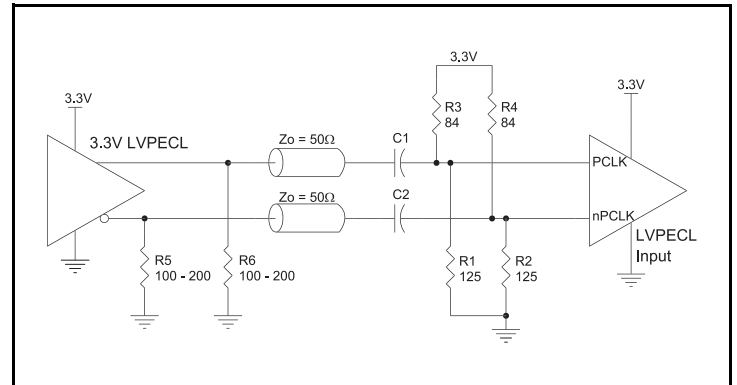 3.3V
3.3V LVPECL
Zo = 50Ω
Zo = 50Ω
C1
C2
3.3V
R3
84
R4
84
3.3V
PCLK
nPCLK
LVPECL
Input
R5
100 - 200
R6
100 - 200
R1
125
R2
125